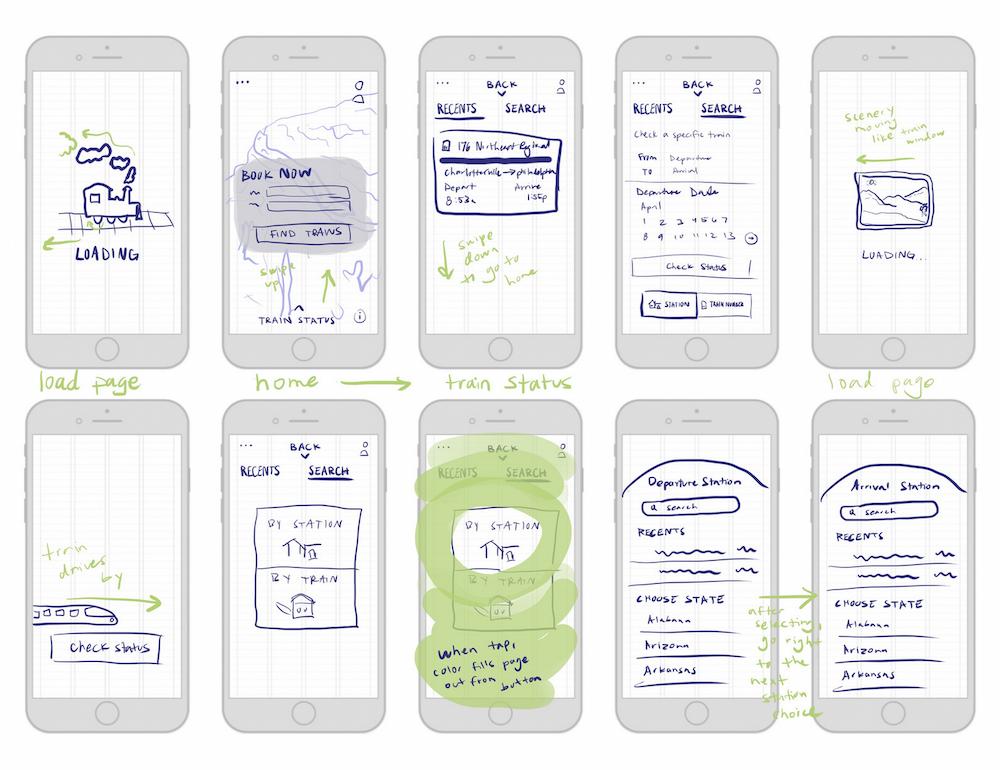 LOADING
BOOK NOW
FIND TRAINS
swipe
up
TRAIN STATUS
i
BACK
RECENTS SEARCH
176 Northeast Regional
Charlottesville → philadelphia
Depart Arrive
8:53a 1:35p
swipe
down
to go to
home
BACK
RECENTS SEARCH
Check a specific train
From Departure
To Arrival
Departure Date
April
1 2 3 4 5 6 7
8 9 10 11 12 13
Check Status
STATION TRAIN NUMBER
scenery
moving
like train
window
LOADING...
load page
home
train status
load page
train
drives
by
Check status
BACK
RECENTS SEARCH
BY STATION
BY TRAIN
BACK
RECENTS SEARCH
BY STATION
BY TRAIN
when tap,
color fills page
out from button
Departure Station
search
RECENTS
CHOOSE STATE
Alabama
Arizona
Arkansas
after
selecting,
go right
to the
next
station
choice
Arrival Station
search
RECENTS
CHOOSE STATE
Alabama
Arizona
Arkansas